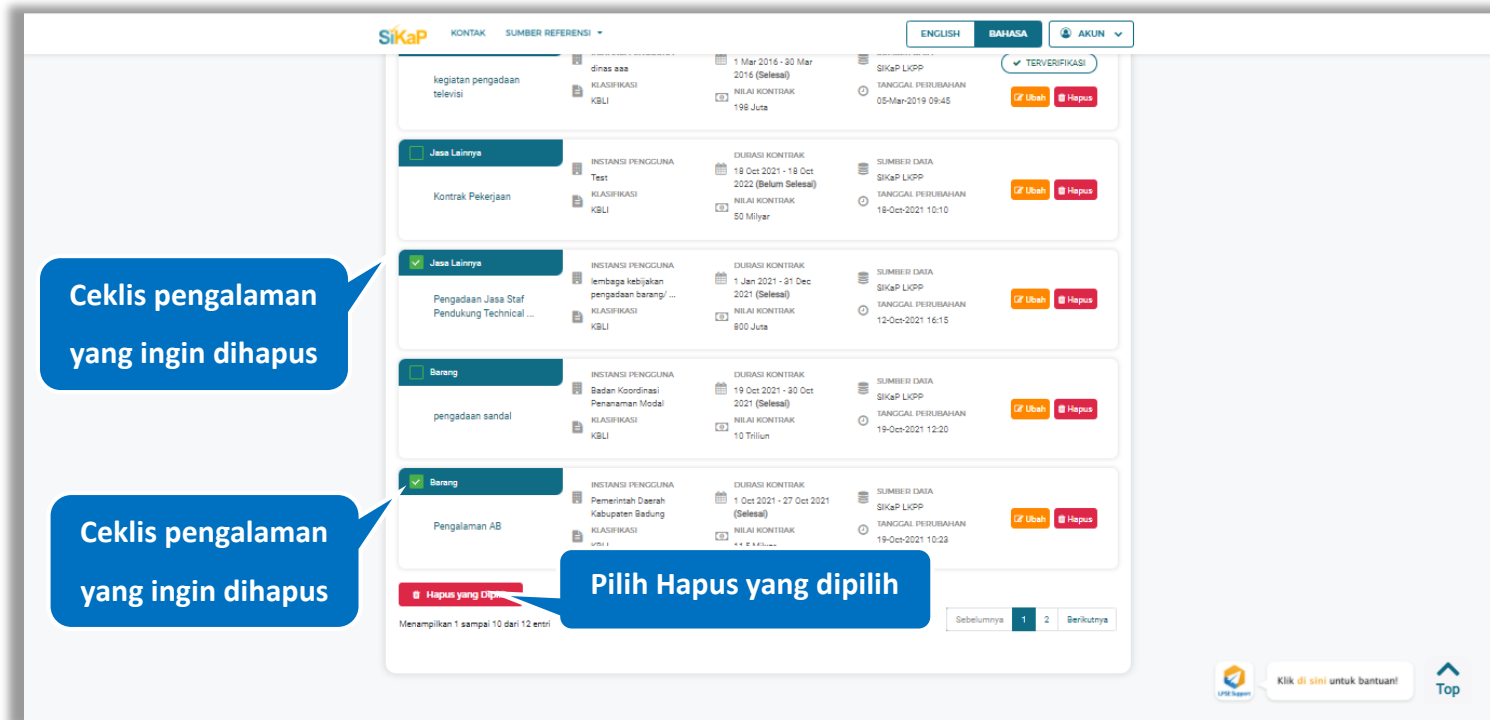 SiKaP KONTAK SUMBER REFERENSI ENGLISH BAHASA AKUN
kegiatan pengadaan
televisi
dinas aaa
KLASIFIKASI
KBLI
1 Mar 2016 - 30 Mar
2016 (Selesai)
NILAI KONTRAK
198 Juta
SIKaP LKPP
TANGGAL PERUBAHAN
05-Mar-2019 09:45
TERVERIFIKASI
Ubah Hapus
Jasa Lainnya
Kontrak Pekerjaan
INSTANSI PENGGUNA
Test
KLASIFIKASI
KBLI
DURASI KONTRAK
18 Oct 2021 - 18 Oct
2022 (Belum Selesai)
NILAI KONTRAK
50 Milyar
SUMBER DATA
SIKaP LKPP
TANGGAL PERUBAHAN
18-Oct-2021 10:10
Ubah Hapus
Ceklis pengalaman
yang ingin dihapus
Jasa Lainnya
Pengadaan Jasa Staf
Pendukung Technical ...
INSTANSI PENGGUNA
lembaga kebijakan
pengadaan barang/ ...
KLASIFIKASI
KBLI
DURASI KONTRAK
1 Jan 2021 - 31 Dec
2021 (Selesai)
NILAI KONTRAK
800 Juta
SUMBER DATA
SIKaP LKPP
TANGGAL PERUBAHAN
12-Oct-2021 16:15
Ubah Hapus
Barang
pengadaan sandal
INSTANSI PENGGUNA
Badan Koordinasi
Penanaman Modal
KLASIFIKASI
KBLI
DURASI KONTRAK
19 Oct 2021 - 30 Oct
2021 (Selesai)
NILAI KONTRAK
10 Triliun
SUMBER DATA
SIKaP LKPP
TANGGAL PERUBAHAN
19-Oct-2021 12:20
Ubah Hapus
Ceklis pengalaman
yang ingin dihapus
Barang
Pengalaman AB
INSTANSI PENGGUNA
Pemerintah Daerah
Kabupaten Badung
KLASIFIKASI
DURASI KONTRAK
1 Oct 2021 - 27 Oct 2021
(Selesai)
NILAI KONTRAK
SUMBER DATA
SIKaP LKPP
TANGGAL PERUBAHAN
19-Oct-2021 10:23
Ubah Hapus
Hapus yang
Pilih Hapus yang dipilih
Menampilkan 1 sampai 10 dari 12 entri
Sebelumnya 1 2 Berikutnya
LPSE Support
Klik di sini untuk bantuan!
Top